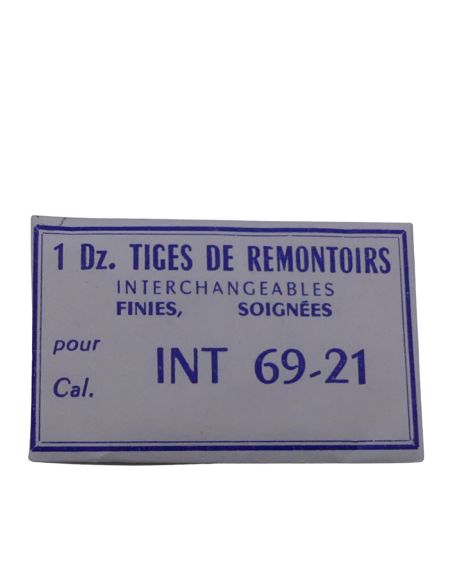 1 Dz. TIGES DE REMONTOIRS
INTERCHANGEABLES
FINIES, SOIGNÉES
pour
Cal. INT 69-21